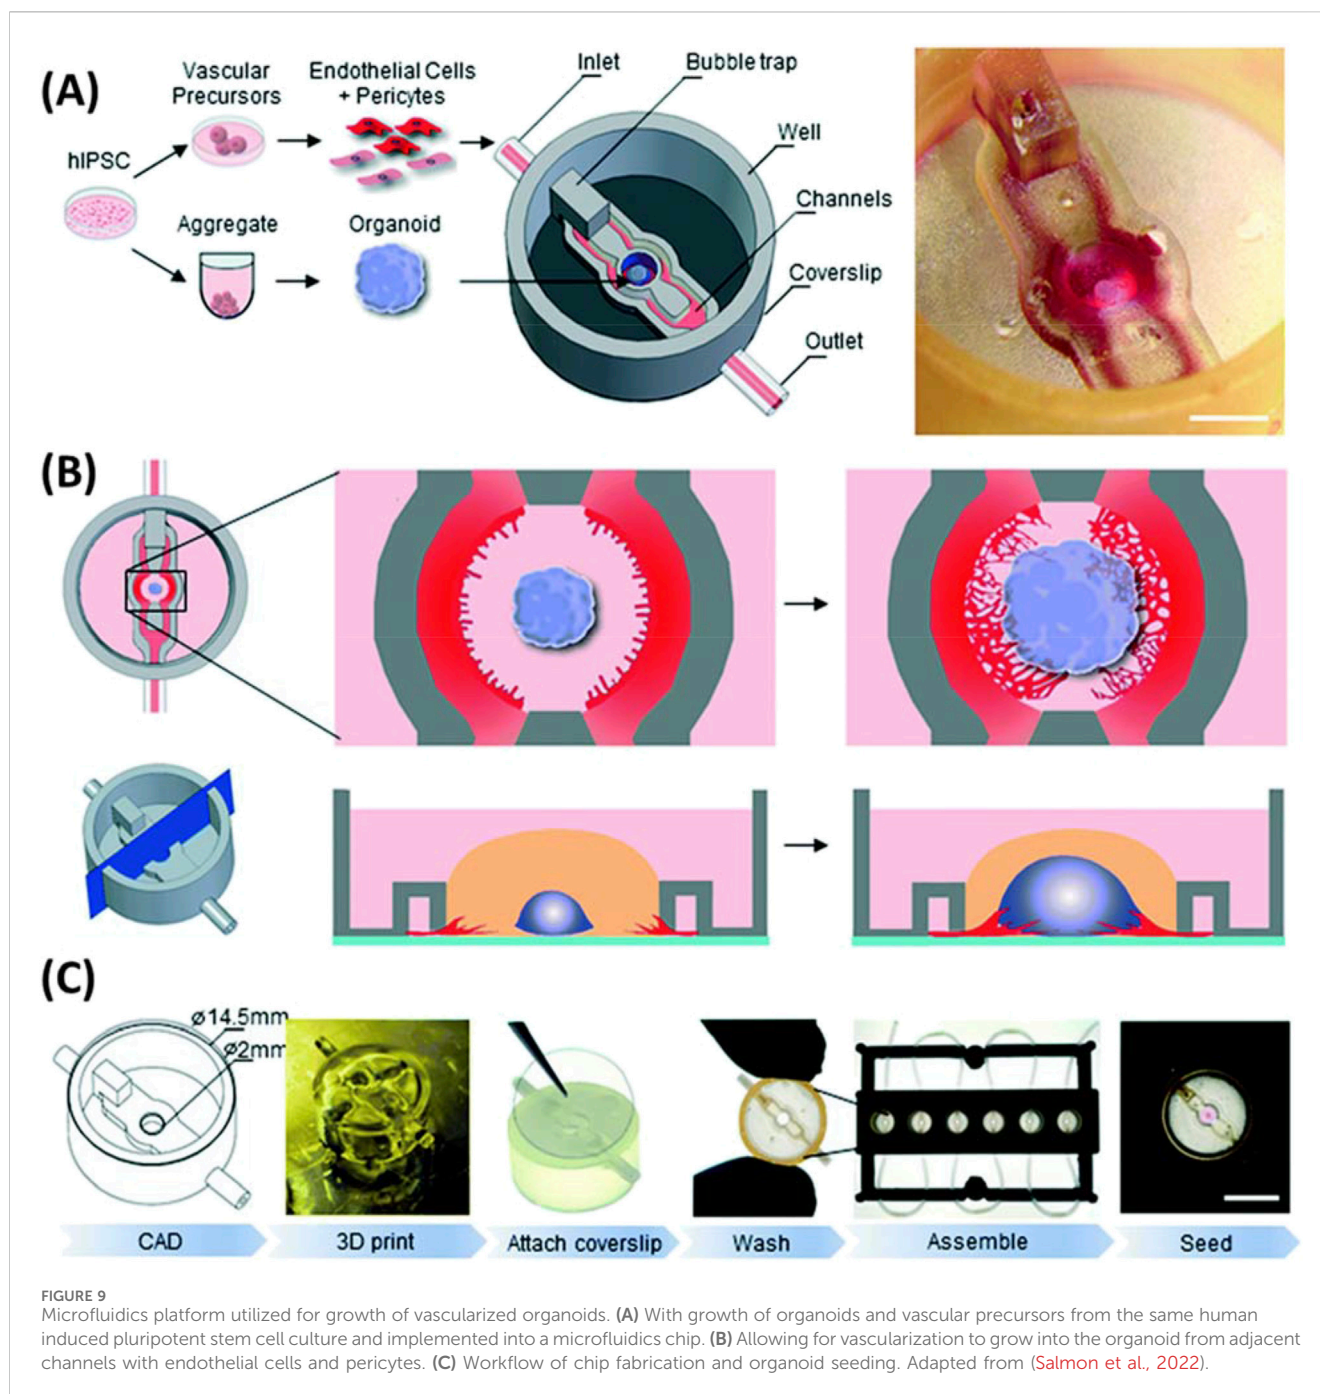 (A)
Vascular
Precursors
Endothelial Cells
+ Pericytes
Inlet
Bubble trap
Well
hIPSC
Channels
Aggregate
Organoid
Coverslip
Outlet
(B)
(C)
ø14.5mm
ø2mm
CAD
3D print
Attach coverslip
Wash
Assemble
Seed
FIGURE 9
Microfluidics platform utilized for growth of vascularized organoids. (A) With growth of organoids and vascular precursors from the same human
induced pluripotent stem cell culture and implemented into a microfluidics chip. (B) Allowing for vascularization to grow into the organoid from adjacent
channels with endothelial cells and pericytes. (C) Workflow of chip fabrication and organoid seeding. Adapted from (Salmon et al., 2022).